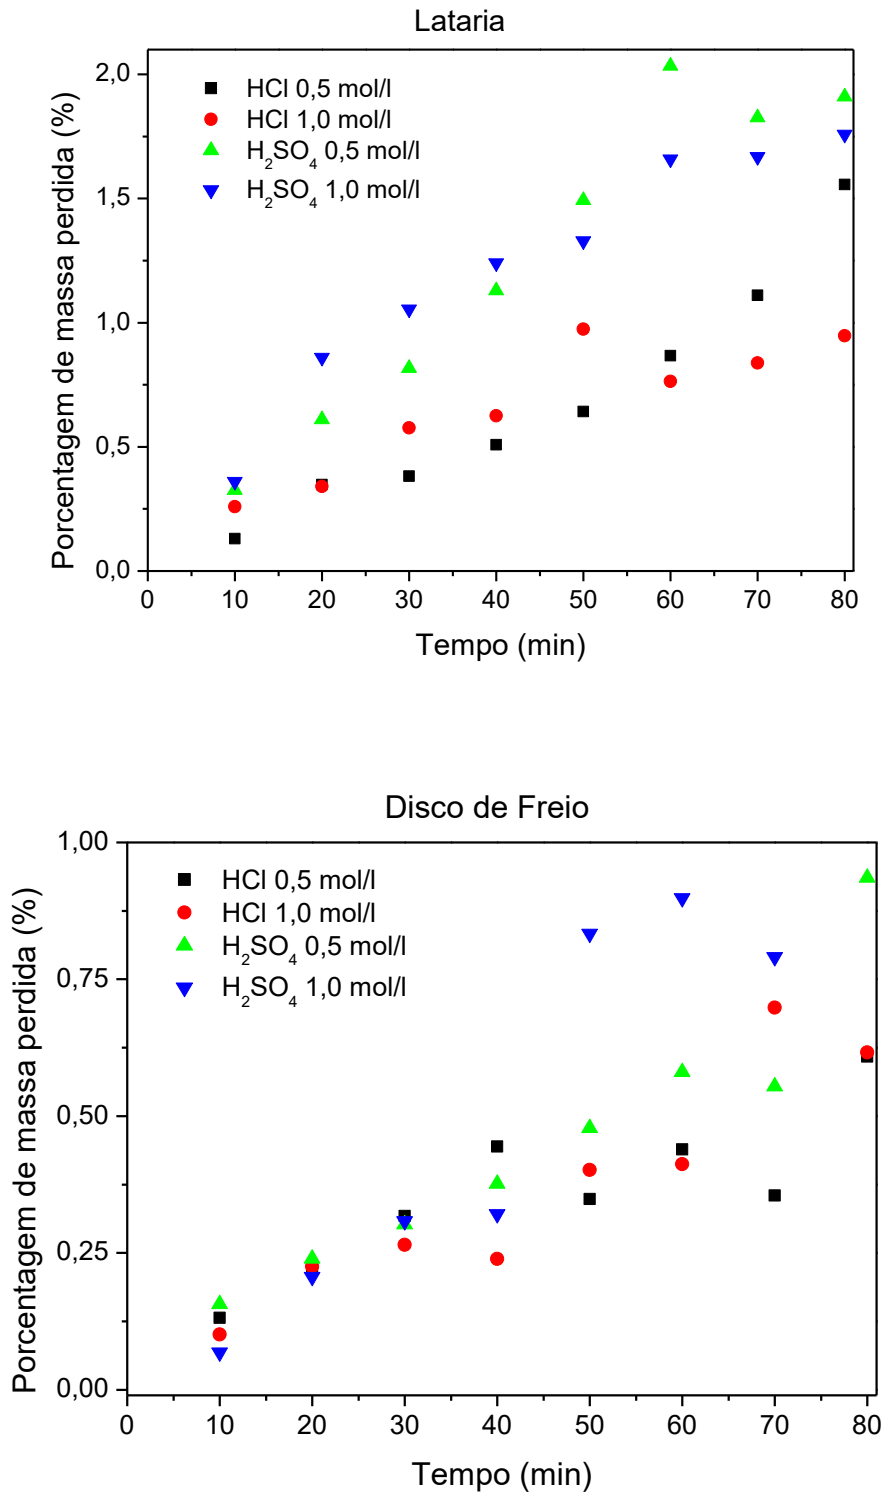 Lataria
Porcentagem de massa perdida (%)
2,0
1,5
1,0
0,5
0,0
HCl 0,5 mol/l
HCl 1,0 mol/l
H2SO4 0,5 mol/l
H2SO4 1,0 mol/l
0 10 20 30 40 50 60 70 80
Tempo (min)
Disco de Freio
Porcentagem de massa perdida (%)
1,00
0,75
0,50
0,25
0,00
HCl 0,5 mol/l
HCl 1,0 mol/l
H2SO4 0,5 mol/l
H2SO4 1,0 mol/l
0 10 20 30 40 50 60 70 80
Tempo (min)